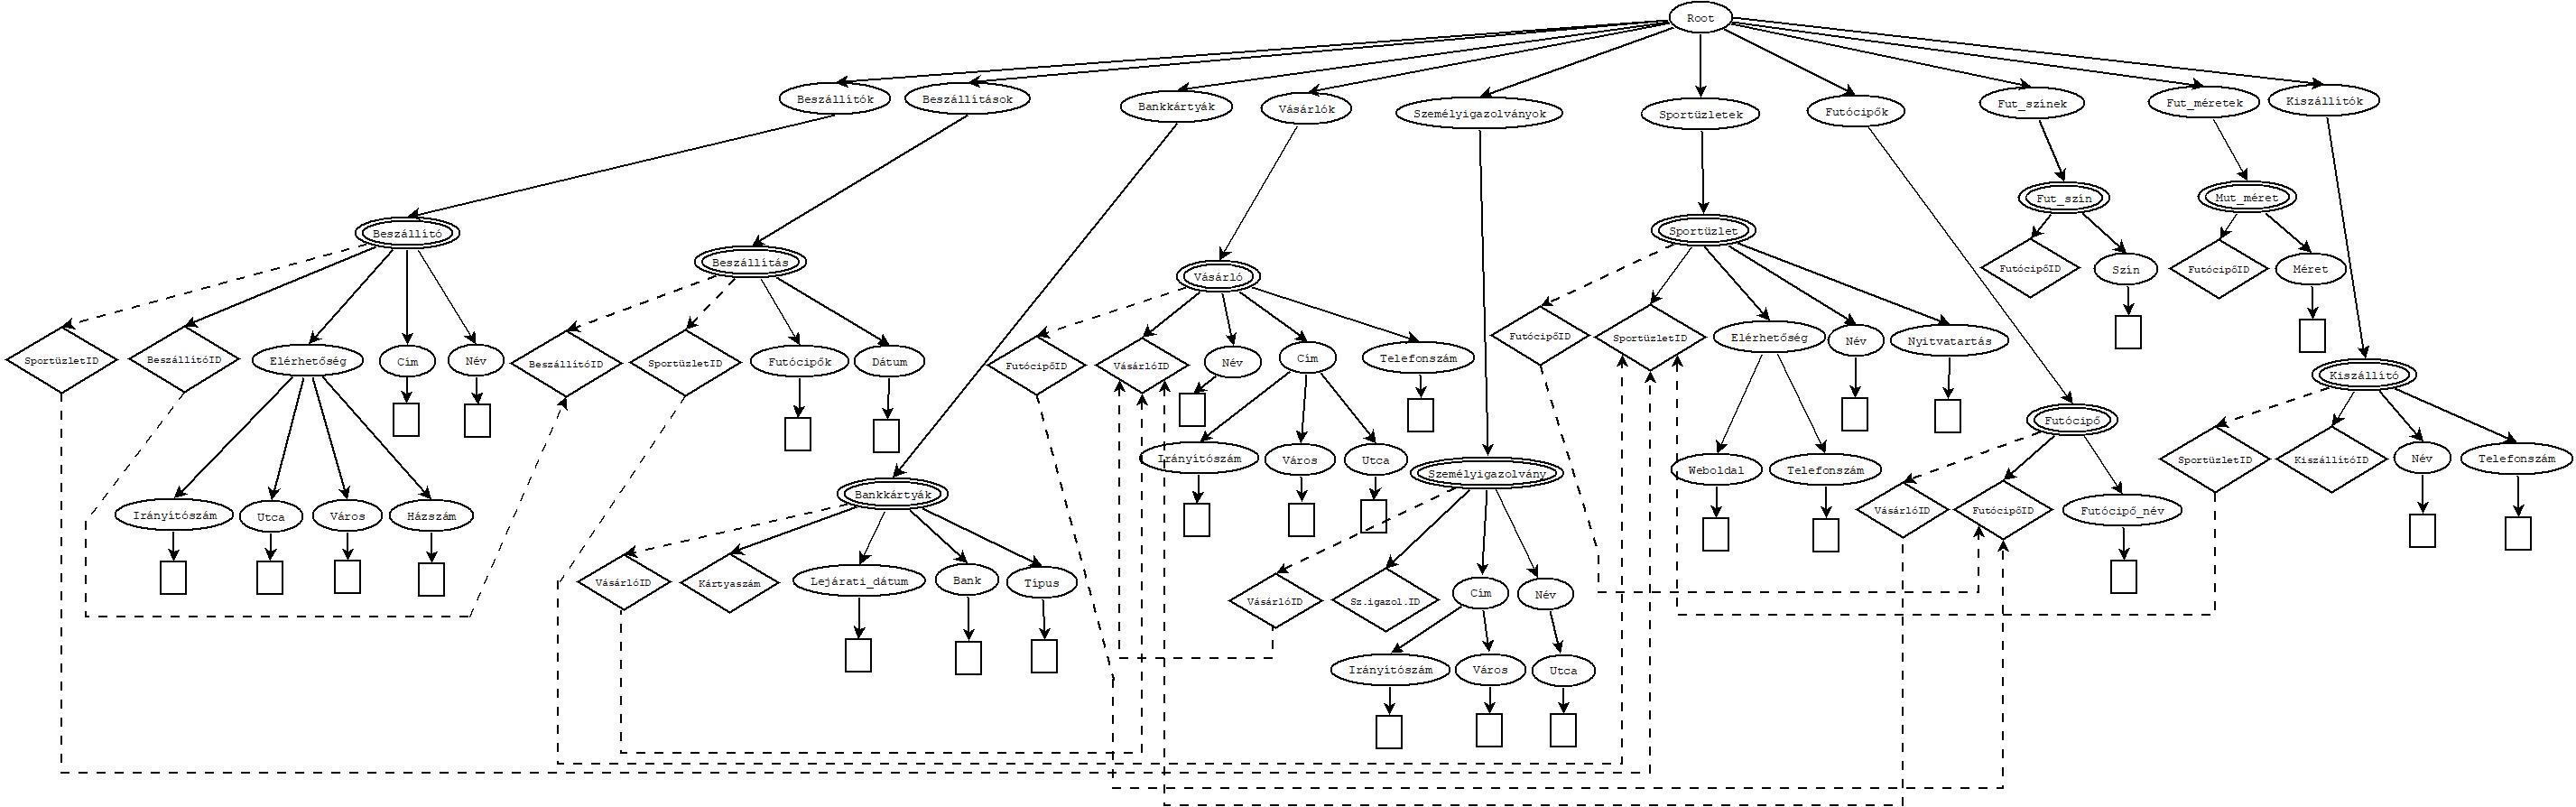 Root
Beszállítók
Beszállítások
Bankkártyák
Vásárlók
Személyigazolványok
Sportüzletek
Futócipők
Fut_színek
Fut_méretek
Kiszállítók
Beszállító
SportüzletID
BeszállítóID
Elérhetőség
Cím
Név
Irányítószám
Utca
Város
Házszám
Beszállítás
BeszállítóID
SportüzletID
Futócipők
Dátum
Bankkártyák
VásárlóID
Kártyaszám
Lejárati_dátum
Bank
Típus
Vásárló
FutócipőID
VásárlóID
Név
Cím
Telefonszám
Irányítószám
Város
Utca
Személyigazolvány
VásárlóID
Sz.igazol.ID
Cím
Név
Irányítószám
Város
Utca
Sportüzlet
FutócipőID
SportüzletID
Elérhetőség
Név
Nyitvatartás
Weboldal
Telefonszám
Futócipő
VásárlóID
FutócipőID
Futócipő_név
Fut_szín
FutócipőID
Szín
Mut_méret
FutócipőID
Méret
Kiszállító
SportüzletID
KiszállítóID
Név
Telefonszám